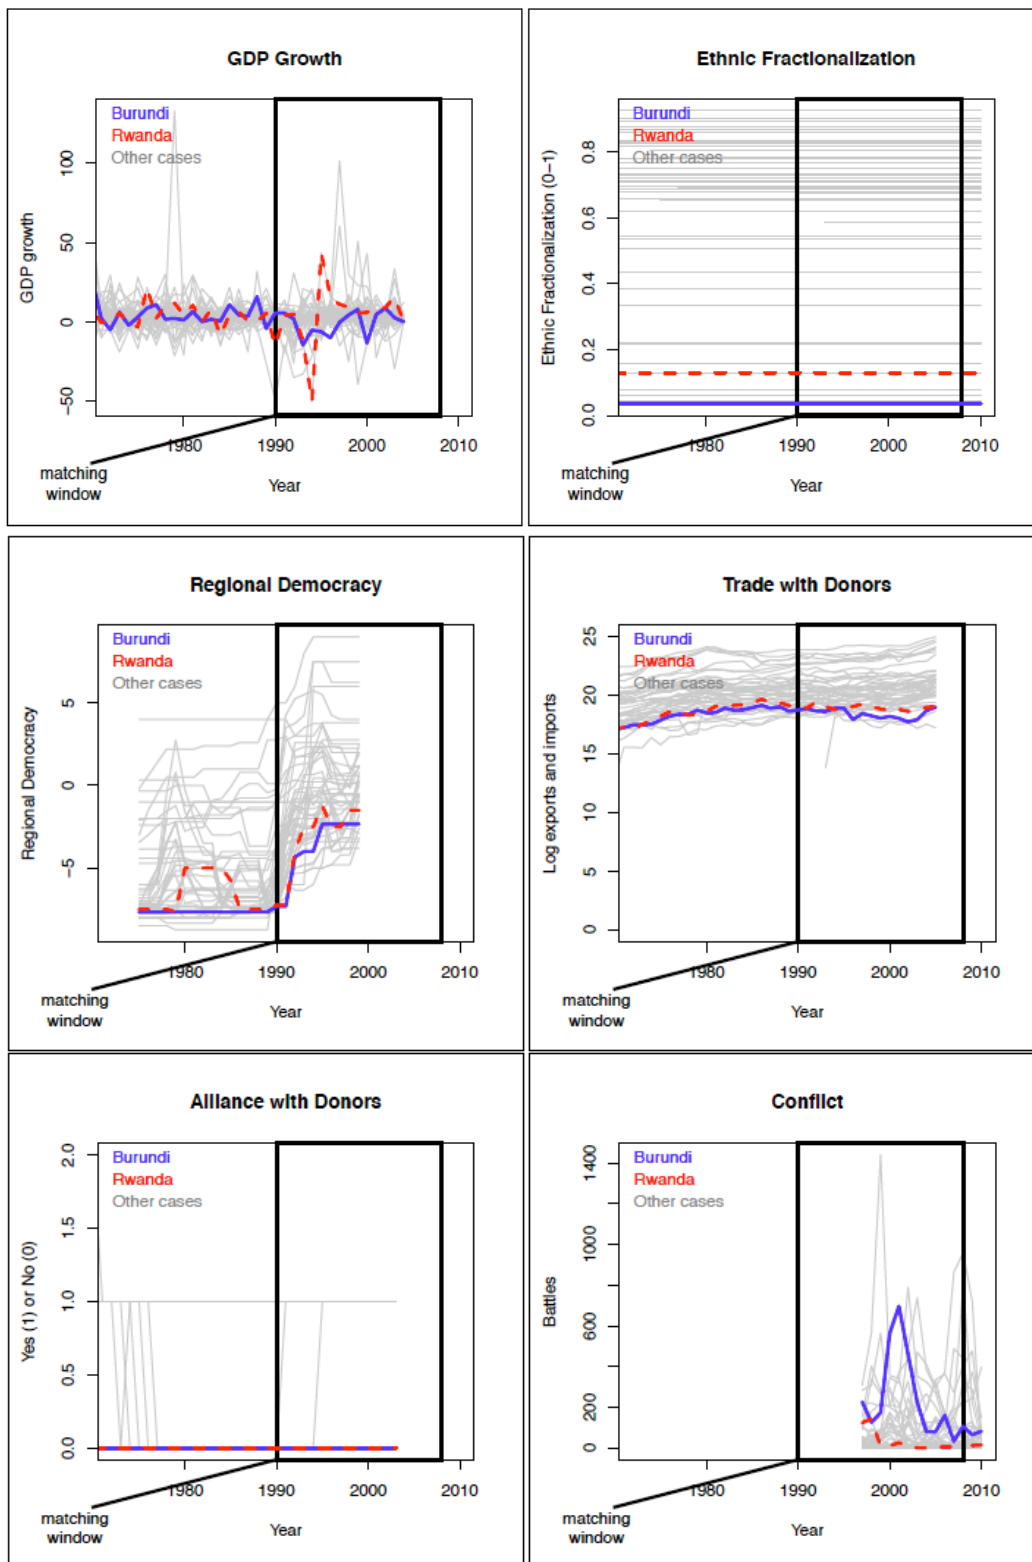 GDP Growth
Burundi
Rwanda
Other cases
GDP growth
100
50
0
−50
1980
1990
2000
2010
matching
window
Year
Ethnic Fractionalization
Burundi
Rwanda
Other cases
Ethnic Fractionalization (0−1)
0.8
0.6
0.4
0.2
0.0
1980
1990
2000
2010
matching
window
Year
Regional Democracy
Burundi
Rwanda
Other cases
Regional Democracy
5
0
−5
1980
1990
2000
2010
matching
window
Year
Trade with Donors
Burundi
Rwanda
Other cases
Log exports and imports
25
20
15
10
5
0
1980
1990
2000
2010
matching
window
Year
Alliance with Donors
Burundi
Rwanda
Other cases
Yes (1) or No (0)
2.0
1.5
1.0
0.5
0.0
1980
1990
2000
2010
matching
window
Year
Conflict
Burundi
Rwanda
Other cases
Battles
1400
1000
600
200
0
1980
1990
2000
2010
matching
window
Year